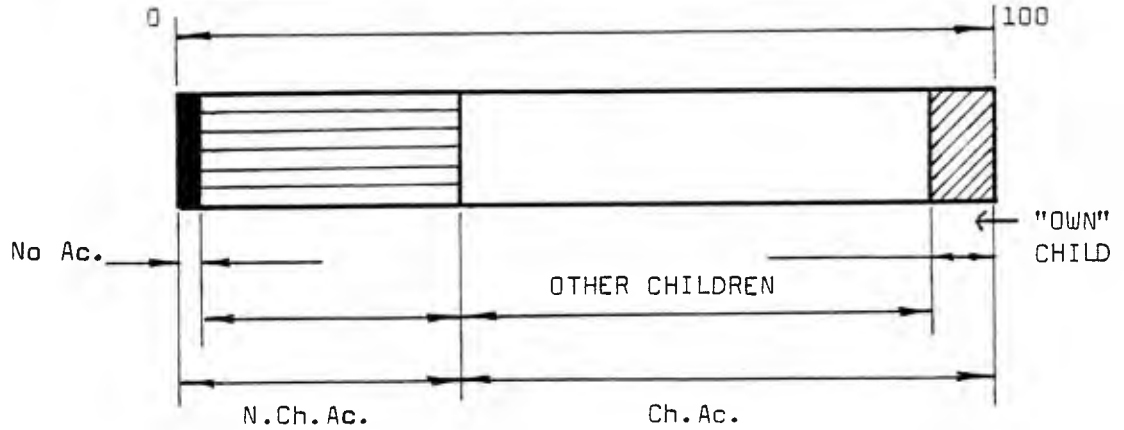 0 100
"OWN"
No Ac. CHILD
OTHER CHILDREN
N.Ch.Ac. Ch.Ac.